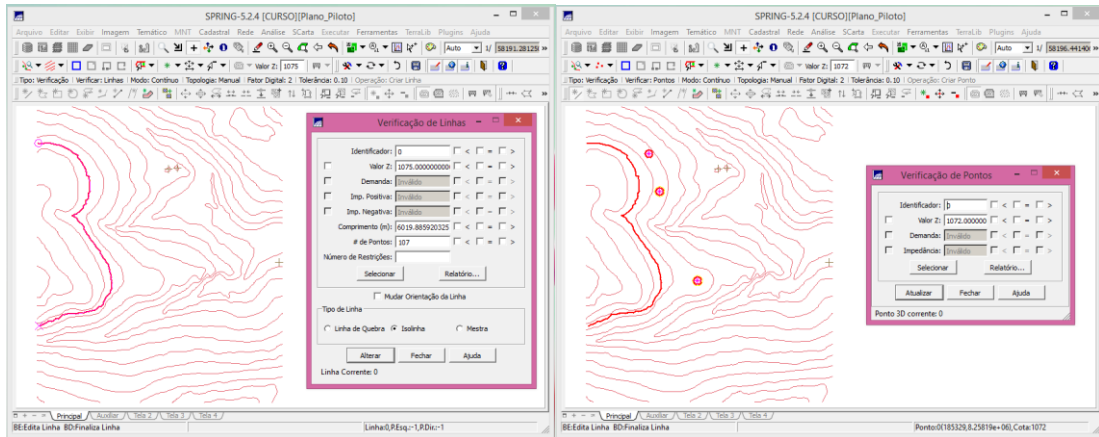 SPRING-5.2.4 [CURSO][Plano_Piloto]
Arquivo Editar Exibir Imagem Temático MNT Cadastral Rede Análise SCarta Executar Ferramentas TerraLib Plugins Ajuda
Auto 1/ 58191.28125
Valor Z: 1075
Tipo: Verificação Verificar: Linhas Modo: Contínuo Topologia: Manual Fator Digital: 2 Tolerância: 0.10 Operação: Criar Linha
Verificação de Linhas
Identificador: 0 < = >
Valor Z: 1075.0000000000 < = >
Demanda: Inválido < = >
Imp. Positiva: Inválido < = >
Imp. Negativa: Inválido < = >
Comprimento (m): 6019.885920325 < = >
# de Pontos: 107 < = >
Número de Restrições:
Selecionar Relatório...
Mudar Orientação da Linha
Tipo de Linha
Linha de Quebra Isolinha Mestra
Alterar Fechar Ajuda
Linha Corrente: 0
Principal Auxiliar Tela 2 Tela 3 Tela 4
BE:Edita Linha BD:Finaliza Linha Linha:0,P.Esq.:-1,P.Dir.:-1
SPRING-5.2.4 [CURSO][Plano_Piloto]
Arquivo Editar Exibir Imagem Temático MNT Cadastral Rede Análise SCarta Executar Ferramentas TerraLib Plugins Ajuda
Auto 1/ 58196.44140
Valor Z: 1072
Tipo: Verificação Verificar: Pontos Modo: Contínuo Topologia: Manual Fator Digital: 2 Tolerância: 0.10 Operação: Criar Ponto
Verificação de Pontos
Identificador: < = >
Valor Z: 1072.000000 < = >
Demanda: Inválido < = >
Impedância: Inválido < = >
Selecionar Relatório...
Atualizar Fechar Ajuda
Ponto 3D corrente: 0
Principal Auxiliar Tela 2 Tela 3 Tela 4
BE:Edita Linha BD:Finaliza Linha Ponto:0(185329,8.25819e+06),Cota:1072